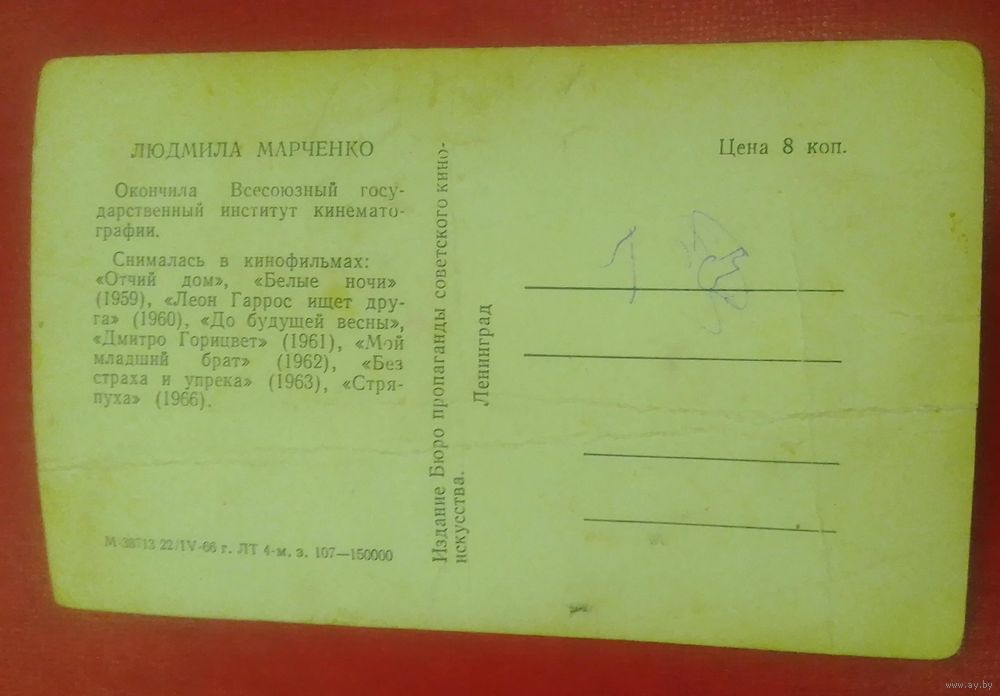 ЛЮДМИЛА МАРЧЕНКО
Окончила Всесоюзный госу-
дарственный институт кинемато-
графии.
Снималась в кинофильмах:
«Отчий дом», «Белые ночи»
(1959), «Леон Гаррос ищет дру-
га» (1960), «До будущей весны»,
«Дмитро Горицвет» (1961), «Мой
младший брат» (1962), «Без
страха и упрека» (1963), «Стря-
пуха» (1966).
М-38713 22/IV-66 г. ЛТ 4-м. з. 107—150000
Издание Бюро пропаганды советского кино-
искусства.
Ленинград
Цена 8 коп.
www.ay.by